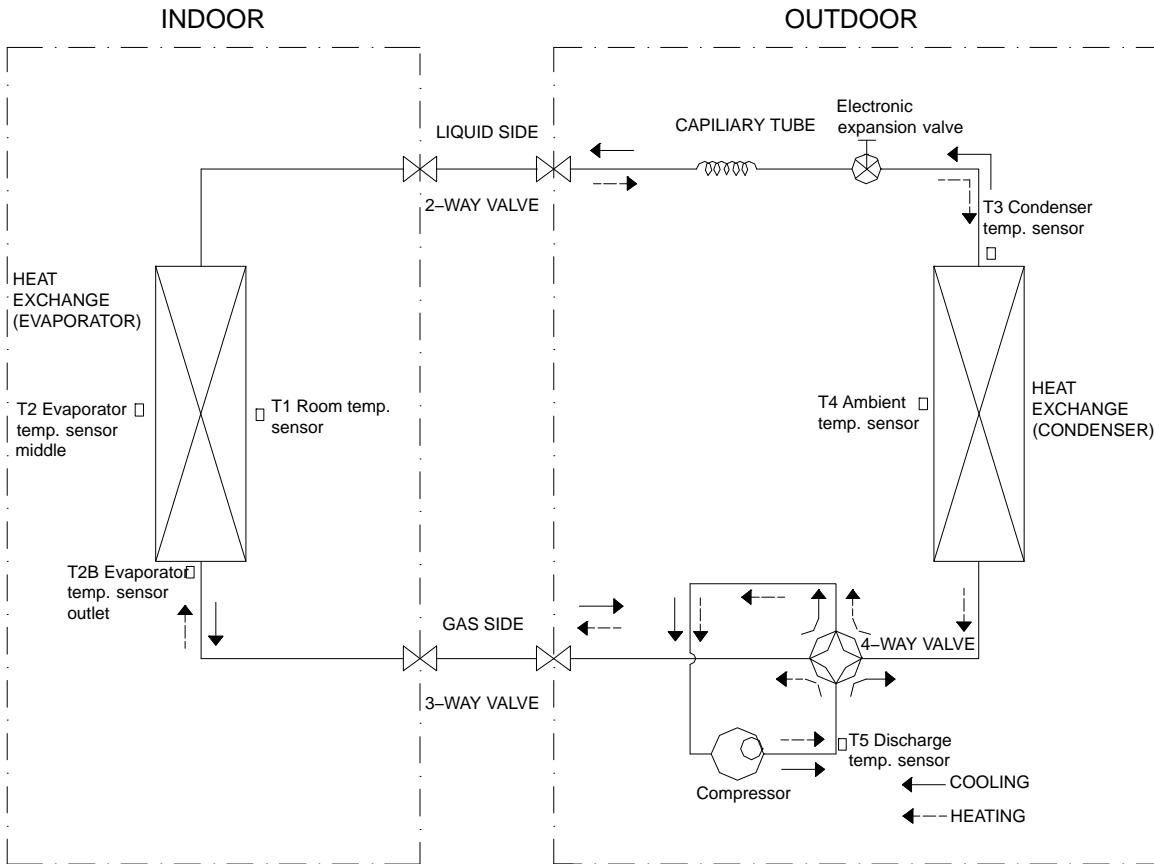 INDOOR
OUTDOOR
LIQUID SIDE
CAPILIARY TUBE
Electronic
expansion valve
2–WAY VALVE
T3 Condenser
temp. sensor
HEAT
EXCHANGE
(EVAPORATOR)
T2 Evaporator
temp. sensor
middle
T1 Room temp.
sensor
T4 Ambient
temp. sensor
HEAT
EXCHANGE
(CONDENSER)
T2B Evaporator
temp. sensor
outlet
GAS SIDE
4–WAY VALVE
3–WAY VALVE
T5 Discharge
temp. sensor
Compressor
COOLING
HEATING